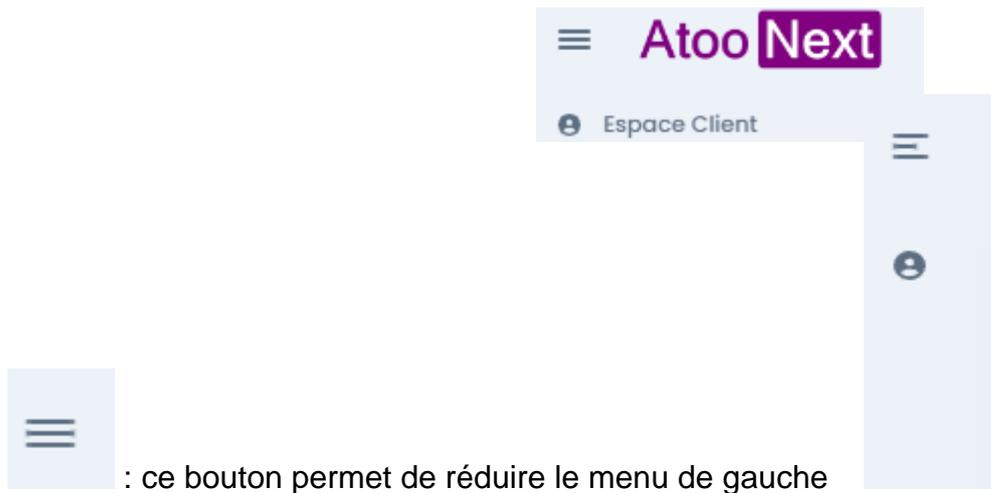 Atoo Next
Espace Client
: ce bouton permet de réduire le menu de gauche